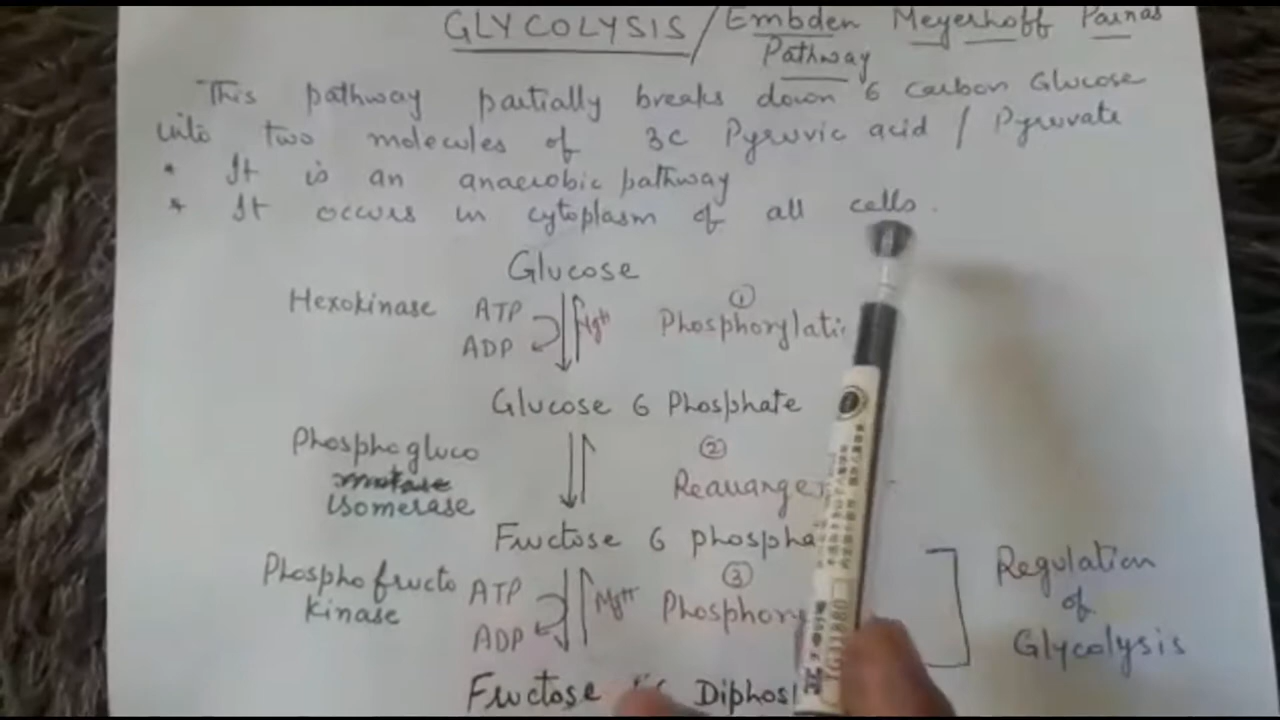 GLYCOLYSIS / Embden Meyerhoff Parnas
Pathway
This pathway partially breaks down 6 carbon Glucose
into two molecules of 3C Pyruvic acid / Pyruvate
* It is an anaerobic pathway
* It occurs in cytoplasm of all cells.
Glucose
Hexokinase ATP Mg++ ① Phosphorylati
ADP
Glucose 6 Phosphate
Phosphogluco ②
mutase Rearrange
isomerase
Fructose 6 phospha
Phosphofructo ATP Mg++ ③ Regulation
kinase ADP Phosphory of
Glycolysis
Fructose Diphos